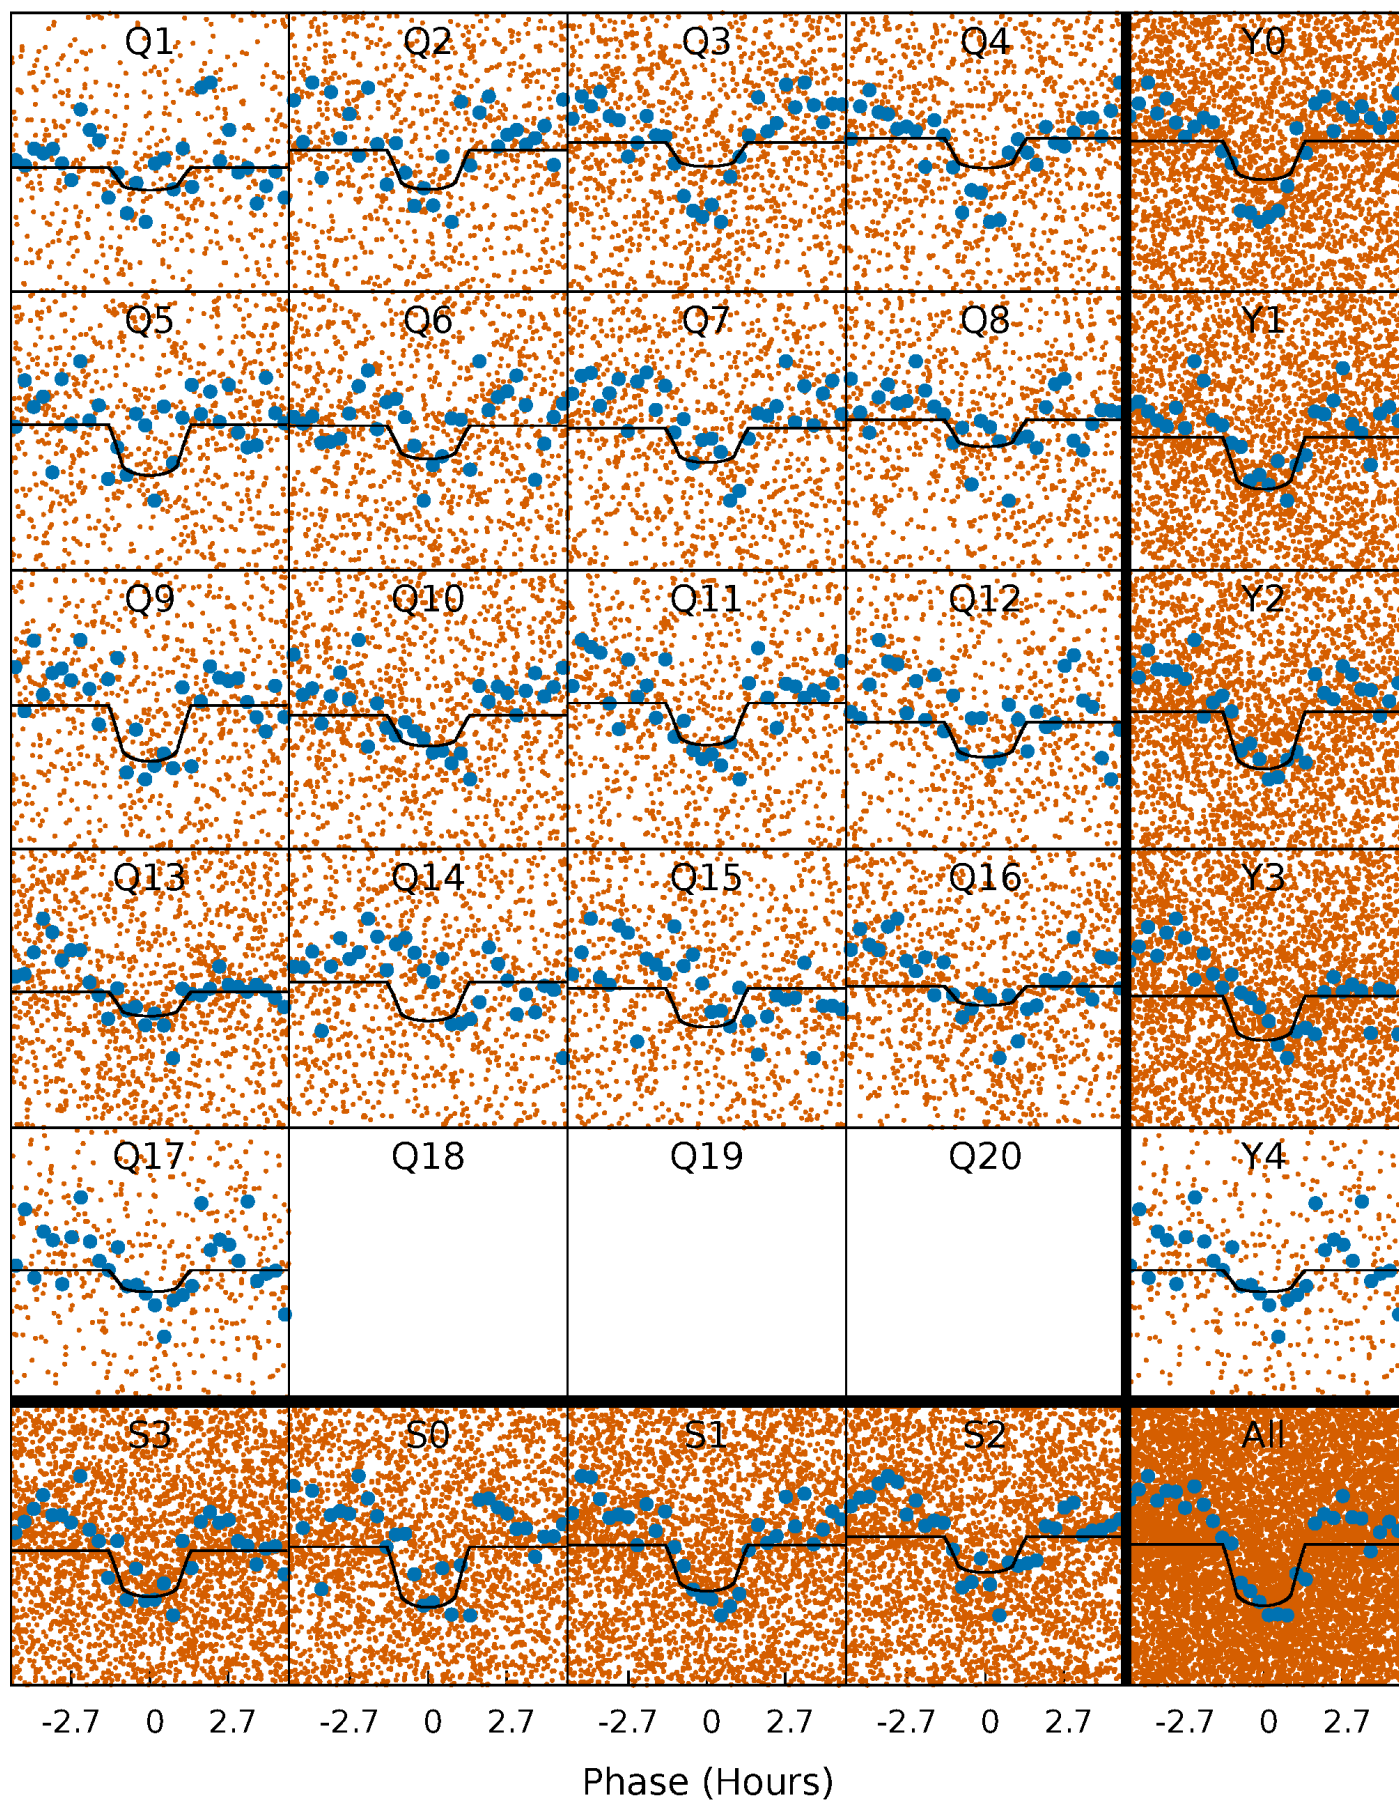 Q1 Q2 Q3 Q4 Y0
Q5 Q6 Q7 Q8 Y1
Q9 Q10 Q11 Q12 Y2
Q13 Q14 Q15 Q16 Y3
Q17 Q18 Q19 Q20 Y4
S3 S0 S1 S2 All
-2.7 0 2.7 -2.7 0 2.7 -2.7 0 2.7 -2.7 0 2.7 -2.7 0 2.7
Phase (Hours)